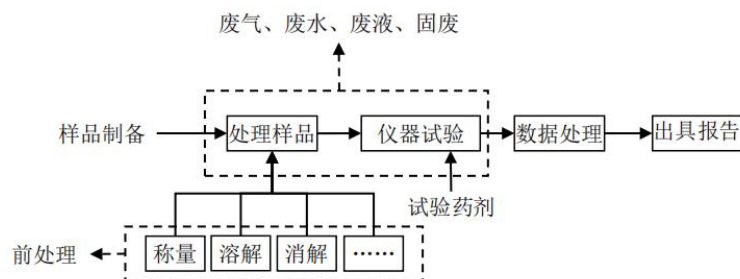 废气、废水、废液、固废
样品制备
处理样品
仪器试验
数据处理
出具报告
试验药剂
前处理
称量
溶解
消解
……